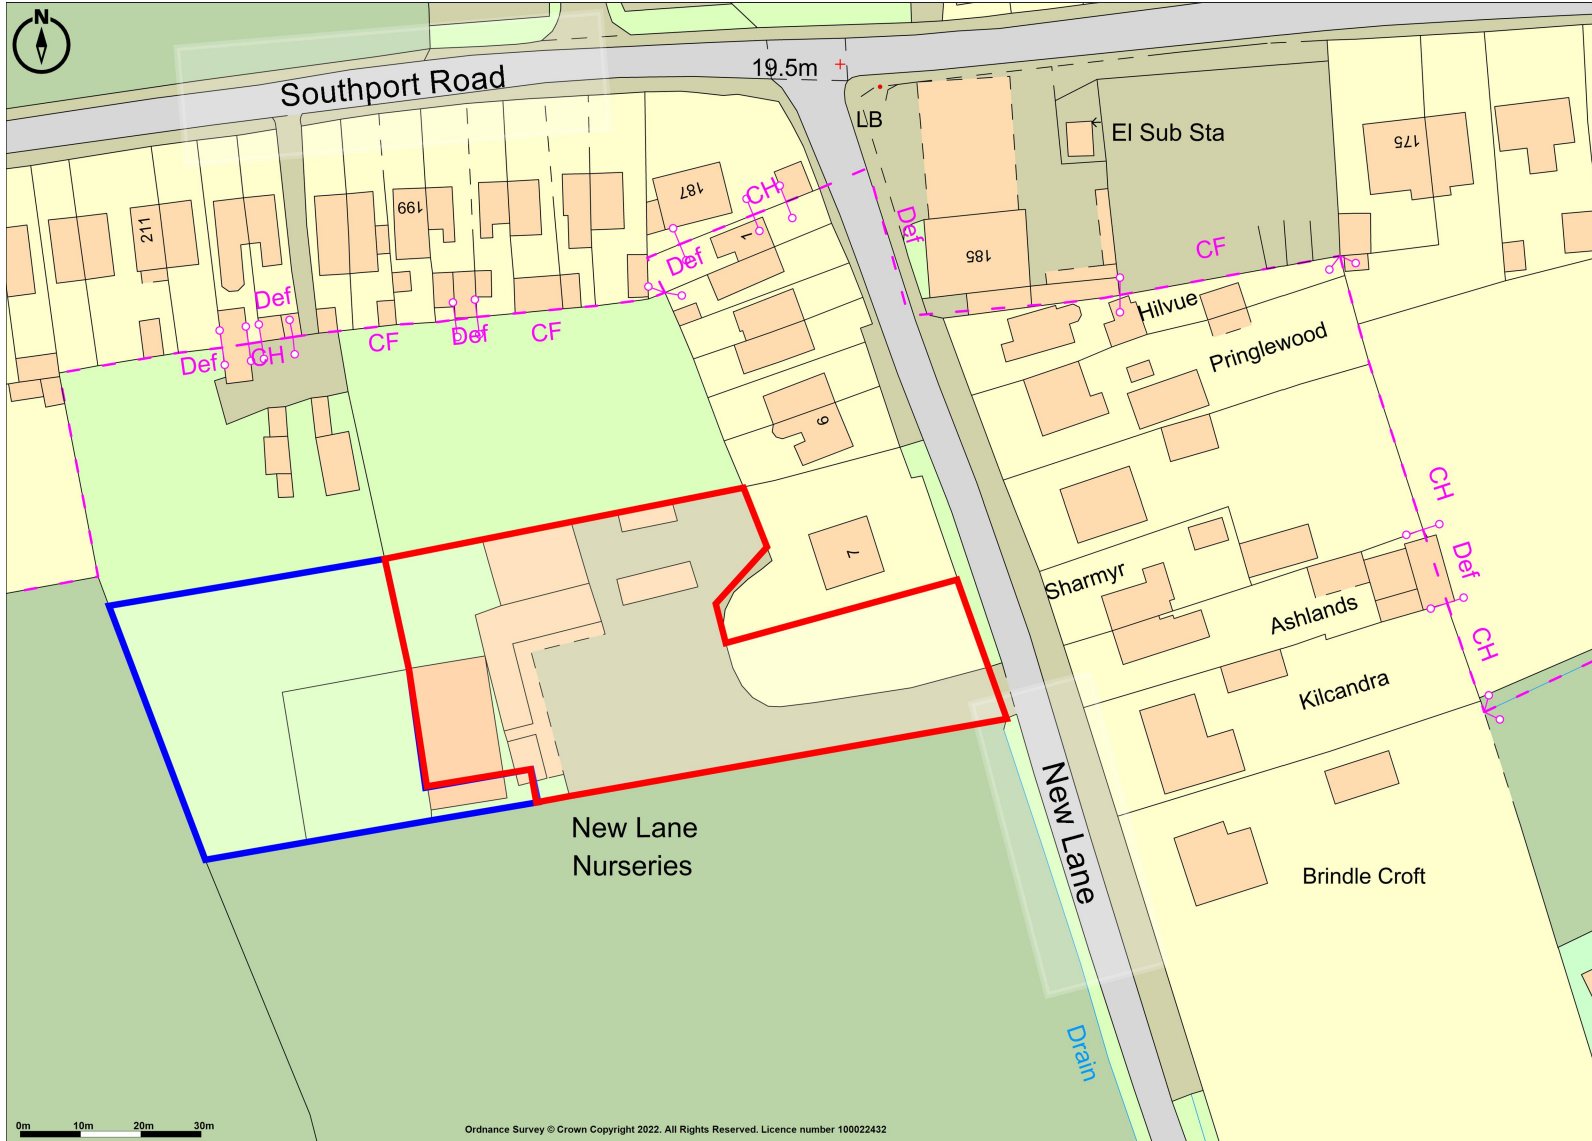 N
Southport Road
19.5m
LB
El Sub Sta
175
187
CH
211
199
1
Def
Def
185
CF
Def
Hilvue
Def
CH
CF
Def
CF
Pringlewood
9
7
CH
Def
Sharmyr
Ashlands
CH
Kilcandra
New Lane
New Lane
Nurseries
Brindle Croft
Drain
0m 10m 20m 30m
Ordnance Survey © Crown Copyright 2022. All Rights Reserved. Licence number 100022432